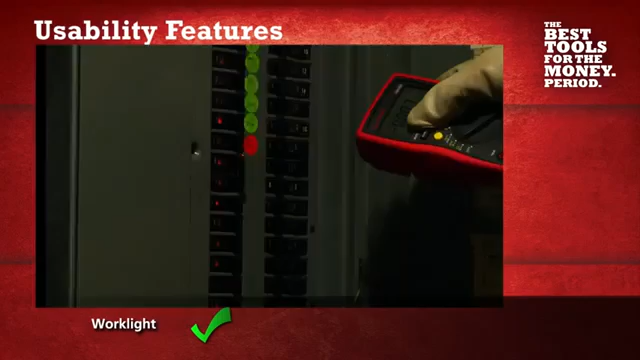 Usability Features
THE
BEST
TOOLS
FOR THE
MONEY.
PERIOD.
Worklight